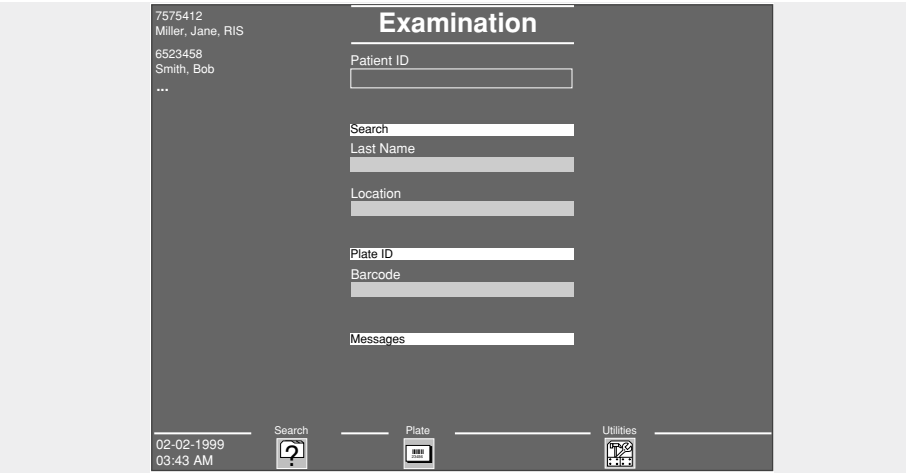 7575412
Miller, Jane, RIS
6523458
Smith, Bob
...
Examination
Patient ID
Search
Last Name
Location
Plate ID
Barcode
Messages
02-02-1999
03:43 AM
Search
?
Plate
Utilities